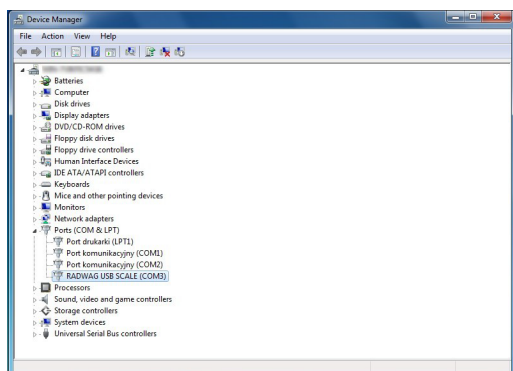 Device Manager
File Action View Help
Batteries
Computer
Disk drives
Display adapters
DVD/CD-ROM drives
Floppy disk drives
Floppy drive controllers
Human Interface Devices
IDE ATA/ATAPI controllers
Keyboards
Mice and other pointing devices
Monitors
Network adapters
Ports (COM & LPT)
Port drukarki (LPT1)
Port komunikacyjny (COM1)
Port komunikacyjny (COM2)
RADWAG USB SCALE (COM3)
Processors
Sound, video and game controllers
Storage controllers
System devices
Universal Serial Bus controllers